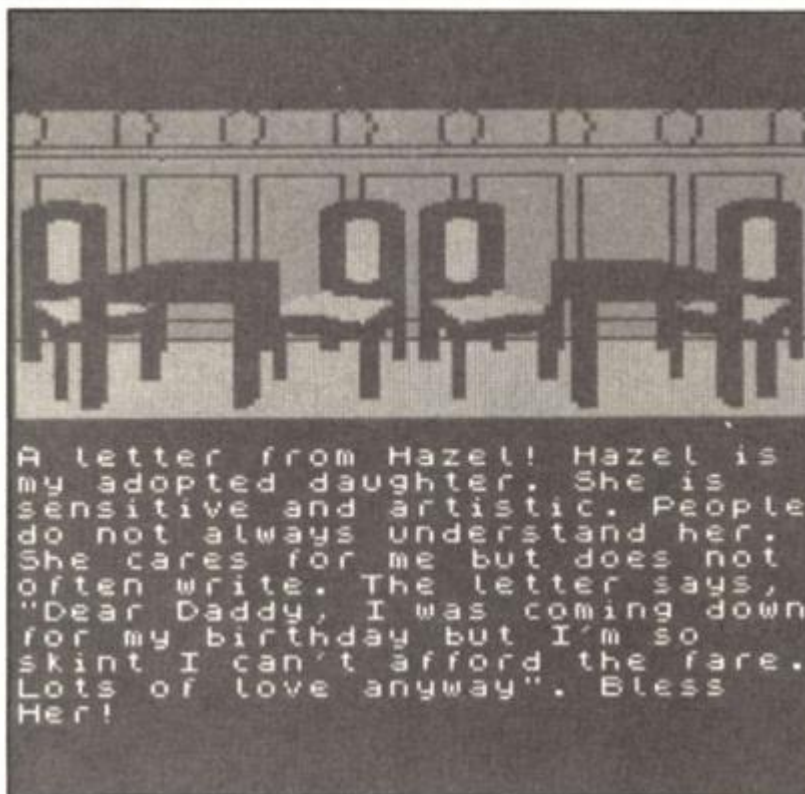 A letter from Hazel! Hazel is
my adopted daughter. She is
sensitive and artistic. People
do not always understand her.
She cares for me but does not
often write. The letter says,
"Dear Daddy, I was coming down
for my birthday but I'm so
skint I can't afford the fare.
Lots of love anyway". Bless
Her!